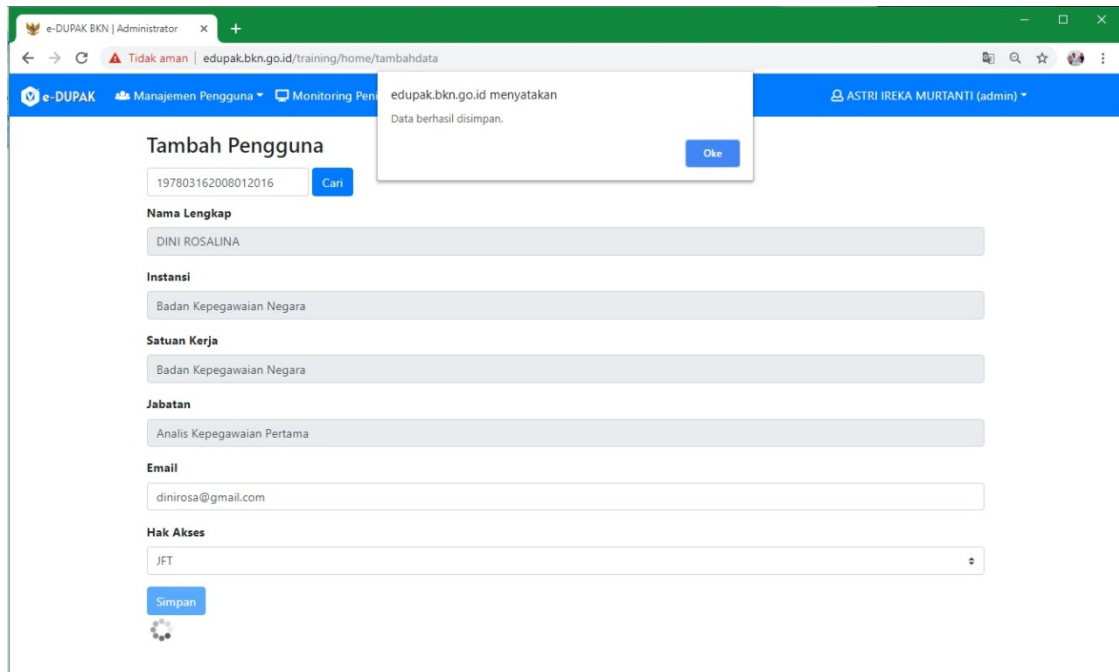 e-DUPAK BKN | Administrator
Tidak aman | edupak.bkn.go.id/training/home/tambahdata
e-DUPAK Manajemen Pengguna Monitoring Peni ASTRI IREKA MURTANTI (admin)
edupak.bkn.go.id menyatakan
Data berhasil disimpan.
Oke
Tambah Pengguna
197803162008012016 Cari
Nama Lengkap
DINI ROSALINA
Instansi
Badan Kepegawaian Negara
Satuan Kerja
Badan Kepegawaian Negara
Jabatan
Analis Kepegawaian Pertama
Email
dinirosa@gmail.com
Hak Akses
JFT
Simpan